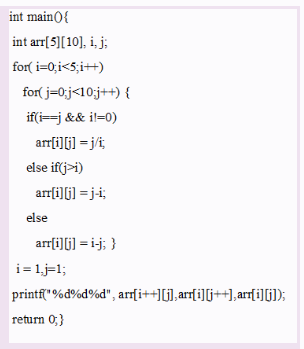 int main(){
int arr[5][10], i, j;
for( i=0;i<5;i++)
for( j=0;j<10;j++) {
if(i==j && i!=0)
arr[i][j] = j/i;
else if(j>i)
arr[i][j] = j-i;
else
arr[i][j] = i-j; }
i = 1,j=1;
printf("%d%d%d", arr[i++][j],arr[i][j++],arr[i][j]);
return 0;}